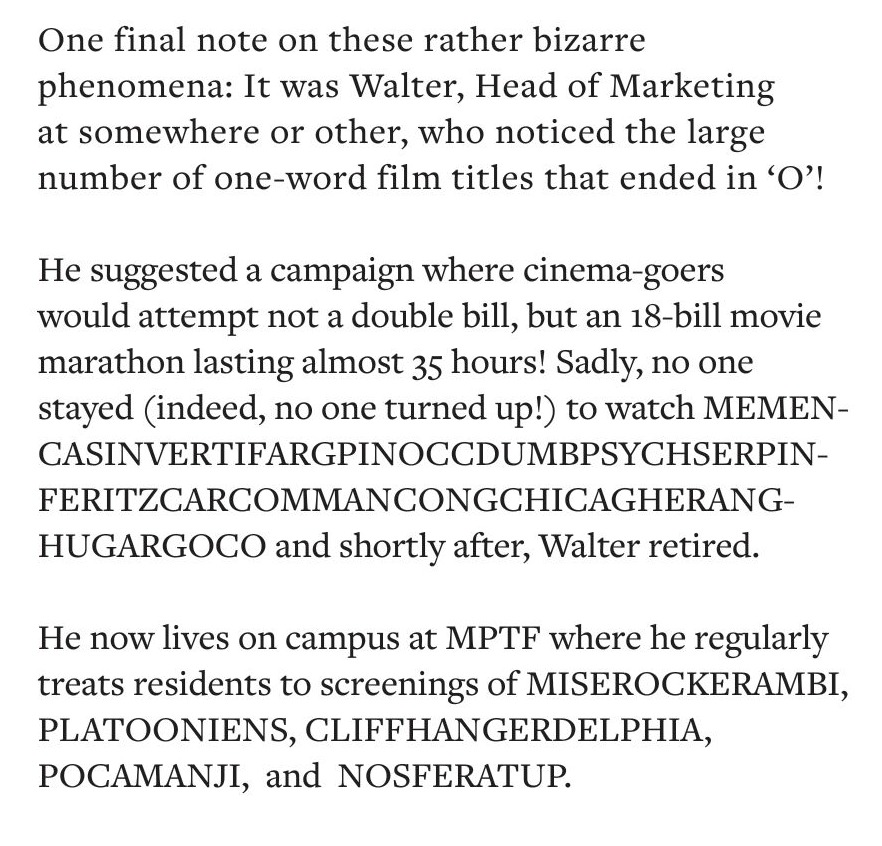 One final note on these rather bizarre
phenomena: It was Walter, Head of Marketing
at somewhere or other, who noticed the large
number of one-word film titles that ended in ‘O’!
He suggested a campaign where cinema-goers
would attempt not a double bill, but an 18-bill movie
marathon lasting almost 35 hours! Sadly, no one
stayed (indeed, no one turned up!) to watch MEMEN-
CASINVERTIFARGPINOCCDUMBPSYCHSERPIN-
FERITZCARCOMMANCONGCHICAGHERANG-
HUGARGOCO and shortly after, Walter retired.
He now lives on campus at MPTF where he regularly
treats residents to screenings of MISEROCKERAMBI,
PLATOONIENS, CLIFFHANGERDELPHIA,
POCAMANJI, and NOSFERATUP.